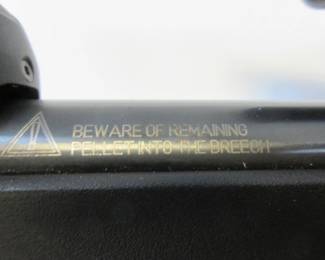 BEWARE OF REMAINING
PELLET INTO THE BREECH